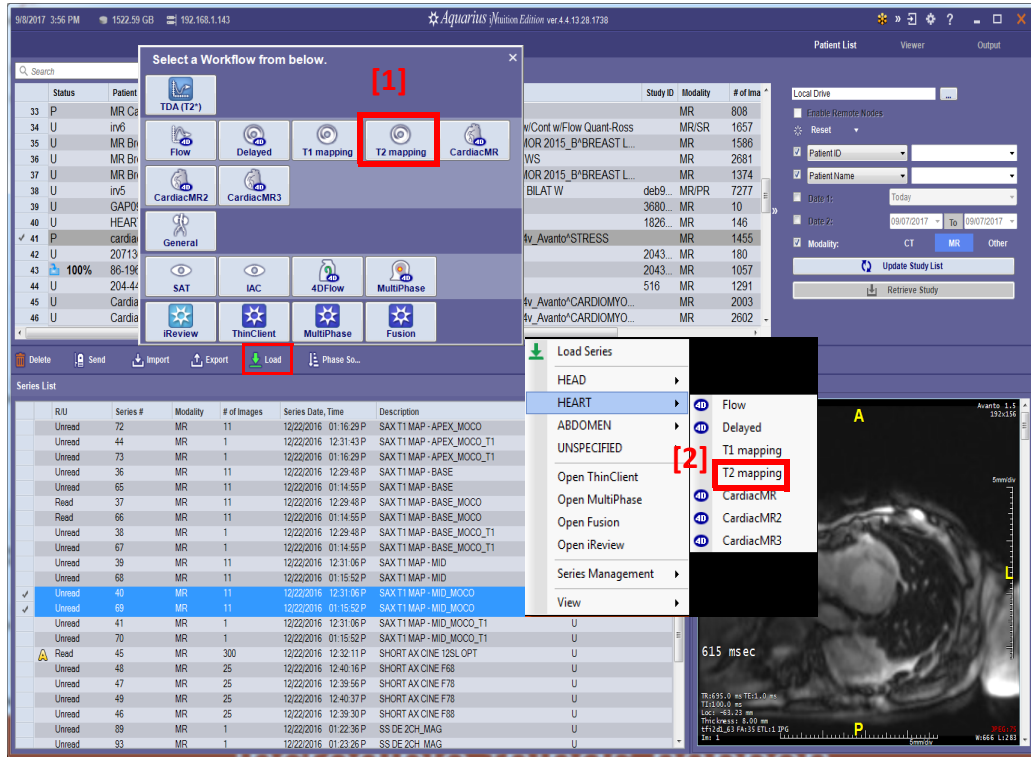 9/8/2017 3:56 PM 1522.59 GB 192.168.1.143 Aquarius iNtuition Edition ver.4.4.13.28.1738 » ?
Patient List Viewer Output
Search
Select a Workflow from below.
[1]
TDA (T2*)
Flow Delayed T1 mapping T2 mapping CardiacMR
CardiacMR2 CardiacMR3
General
SAT IAC 4DFlow MultiPhase
iReview ThinClient MultiPhase Fusion
Status Patient Study ID Modality # of Ima
33 P MR Ca MR 808
34 U irv6 w/Cont w/Flow Quant-Ross MR/SR 1657
35 U MR Bre MOR 2015_B^BREAST L... MR 1586
36 U MR Bre WS MR 2681
37 U MR Bre MOR 2015_B^BREAST L... MR 1374
38 U irv5 BILAT W deb9... MR/PR 7277
39 U GAP09 3680... MR 10
40 U HEAR 1826... MR 146
41 P cardia 4v_Avanto^STRESS MR 1455
42 U 20713 2043... MR 180
43 100% 86-196 2043... MR 1057
44 U 204-44 516 MR 1291
45 U Cardia 4v_Avanto^CARDIOMYO... MR 2003
46 U Cardia 4v_Avanto^CARDIOMYO... MR 2602
Local Drive ...
Enable Remote Nodes
Reset
Patient ID
Patient Name
Date 1: Today
Date 2: 09/07/2017 To 09/07/2017
Modality: CT MR Other
Update Study List
Retrieve Study
Delete Send Import Export Load Phase So...
Series List
R/U Series # Modality # of Images Series Date, Time Description
Unread 72 MR 11 12/22/2016 01:16:29 P SAX T1 MAP - APEX_MOCO
Unread 44 MR 1 12/22/2016 12:31:43 P SAX T1 MAP - APEX_MOCO_T1
Unread 73 MR 1 12/22/2016 01:16:29 P SAX T1 MAP - APEX_MOCO_T1
Unread 36 MR 11 12/22/2016 12:29:48 P SAX T1 MAP - BASE
Unread 65 MR 11 12/22/2016 01:14:55 P SAX T1 MAP - BASE
Read 37 MR 11 12/22/2016 12:29:48 P SAX T1 MAP - BASE_MOCO
Read 66 MR 11 12/22/2016 01:14:55 P SAX T1 MAP - BASE_MOCO
Unread 38 MR 1 12/22/2016 12:29:48 P SAX T1 MAP - BASE_MOCO_T1
Unread 67 MR 1 12/22/2016 01:14:55 P SAX T1 MAP - BASE_MOCO_T1
Unread 39 MR 11 12/22/2016 12:31:06 P SAX T1 MAP - MID
Unread 68 MR 11 12/22/2016 01:15:52 P SAX T1 MAP - MID
Unread 40 MR 11 12/22/2016 12:31:06 P SAX T1 MAP - MID_MOCO
Unread 69 MR 11 12/22/2016 01:15:52 P SAX T1 MAP - MID_MOCO
Unread 41 MR 1 12/22/2016 12:31:06 P SAX T1 MAP - MID_MOCO_T1 U
Unread 70 MR 1 12/22/2016 01:15:52 P SAX T1 MAP - MID_MOCO_T1 U
A Read 45 MR 300 12/22/2016 12:32:11 P SHORT AX CINE 12SL OPT U
Unread 48 MR 25 12/22/2016 12:40:16 P SHORT AX CINE F68 U
Unread 47 MR 25 12/22/2016 12:39:56 P SHORT AX CINE F78 U
Unread 49 MR 25 12/22/2016 12:40:37 P SHORT AX CINE F78 U
Unread 46 MR 25 12/22/2016 12:39:30 P SHORT AX CINE F88 U
Unread 89 MR 1 12/22/2016 01:22:36 P SS DE 2CH_MAG U
Unread 93 MR 1 12/22/2016 01:23:26 P SS DE 2CH_MAG U
Load Series
HEAD
HEART
ABDOMEN
UNSPECIFIED
Open ThinClient
Open MultiPhase
Open Fusion
Open iReview
Series Management
View
[2]
4D Flow
4D Delayed
T1 mapping
T2 mapping
4D CardiacMR
4D CardiacMR2
4D CardiacMR3
A
Avanto 1.5
192x156
5mm/div
L
615 msec
TR:695.0 ms TE:1.0 ms
TI:100.0 ms
Loc: -63.23 mm
Thickness: 8.00 mm
tfi2d1_63 FA:35 ETL:1 IPG
Im: 1
P
5mm/div
JPEG:75
W:666 L:283